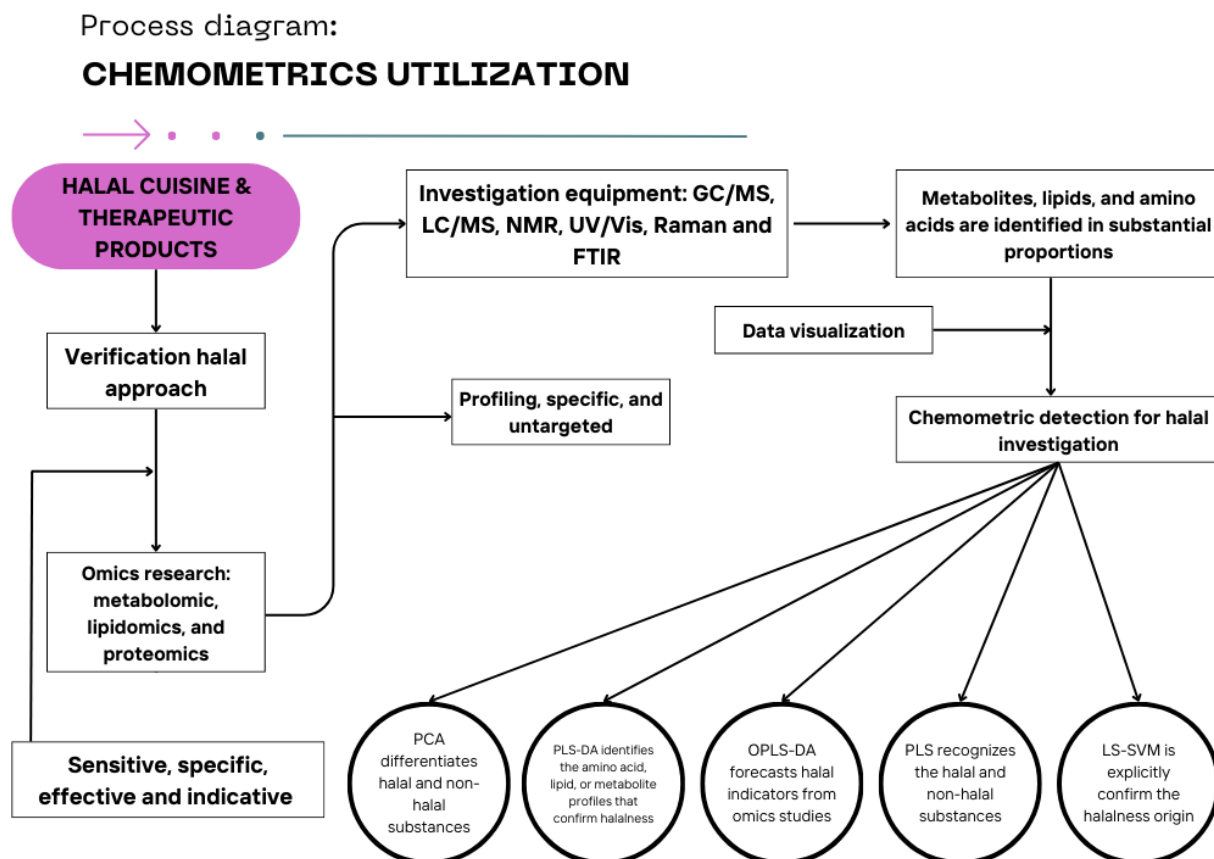 Process diagram:
CHEMOMETRICS UTILIZATION
HALAL CUISINE &
THERAPEUTIC
PRODUCTS
Verification halal
approach
Omics research:
metabolomic,
lipidomics, and
proteomics
Sensitive, specific,
effective and indicative
Investigation equipment: GC/MS,
LC/MS, NMR, UV/Vis, Raman and
FTIR
Profiling, specific, and
untargeted
Metabolites, lipids, and amino
acids are identified in substantial
proportions
Data visualization
Chemometric detection for halal
investigation
PCA
differentiates
halal and non-
halal
substances
PLS-DA identifies
the amino acid,
lipid, or metabolite
profiles that
confirm halalness
OPLS-DA
forecasts halal
indicators from
omics studies
PLS recognizes
the halal and
non-halal
substances
LS-SVM is
explicitly
confirm the
halalness origin